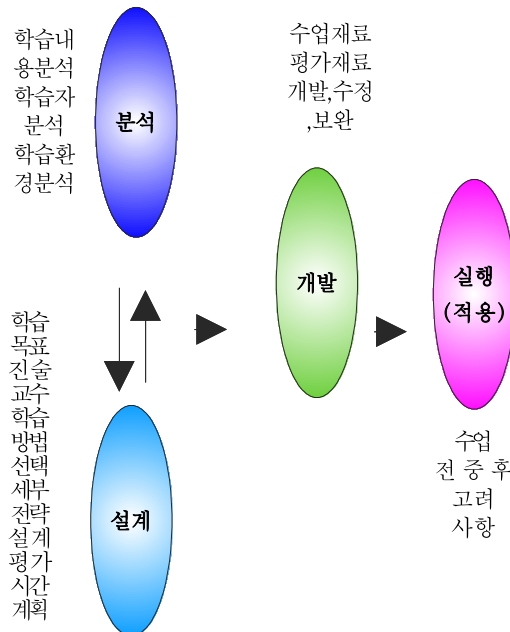 학습내
용분석
학습자
분석
학습환
경분석
분석
수업재료
평가재료
개발,수정
,보완
개발
실행
(적용)
수업
전 중 후
고려
사항
학습
목표
진술
교수
학습
방법
선택
세부
전략
설계
평가
시간
계획
설계